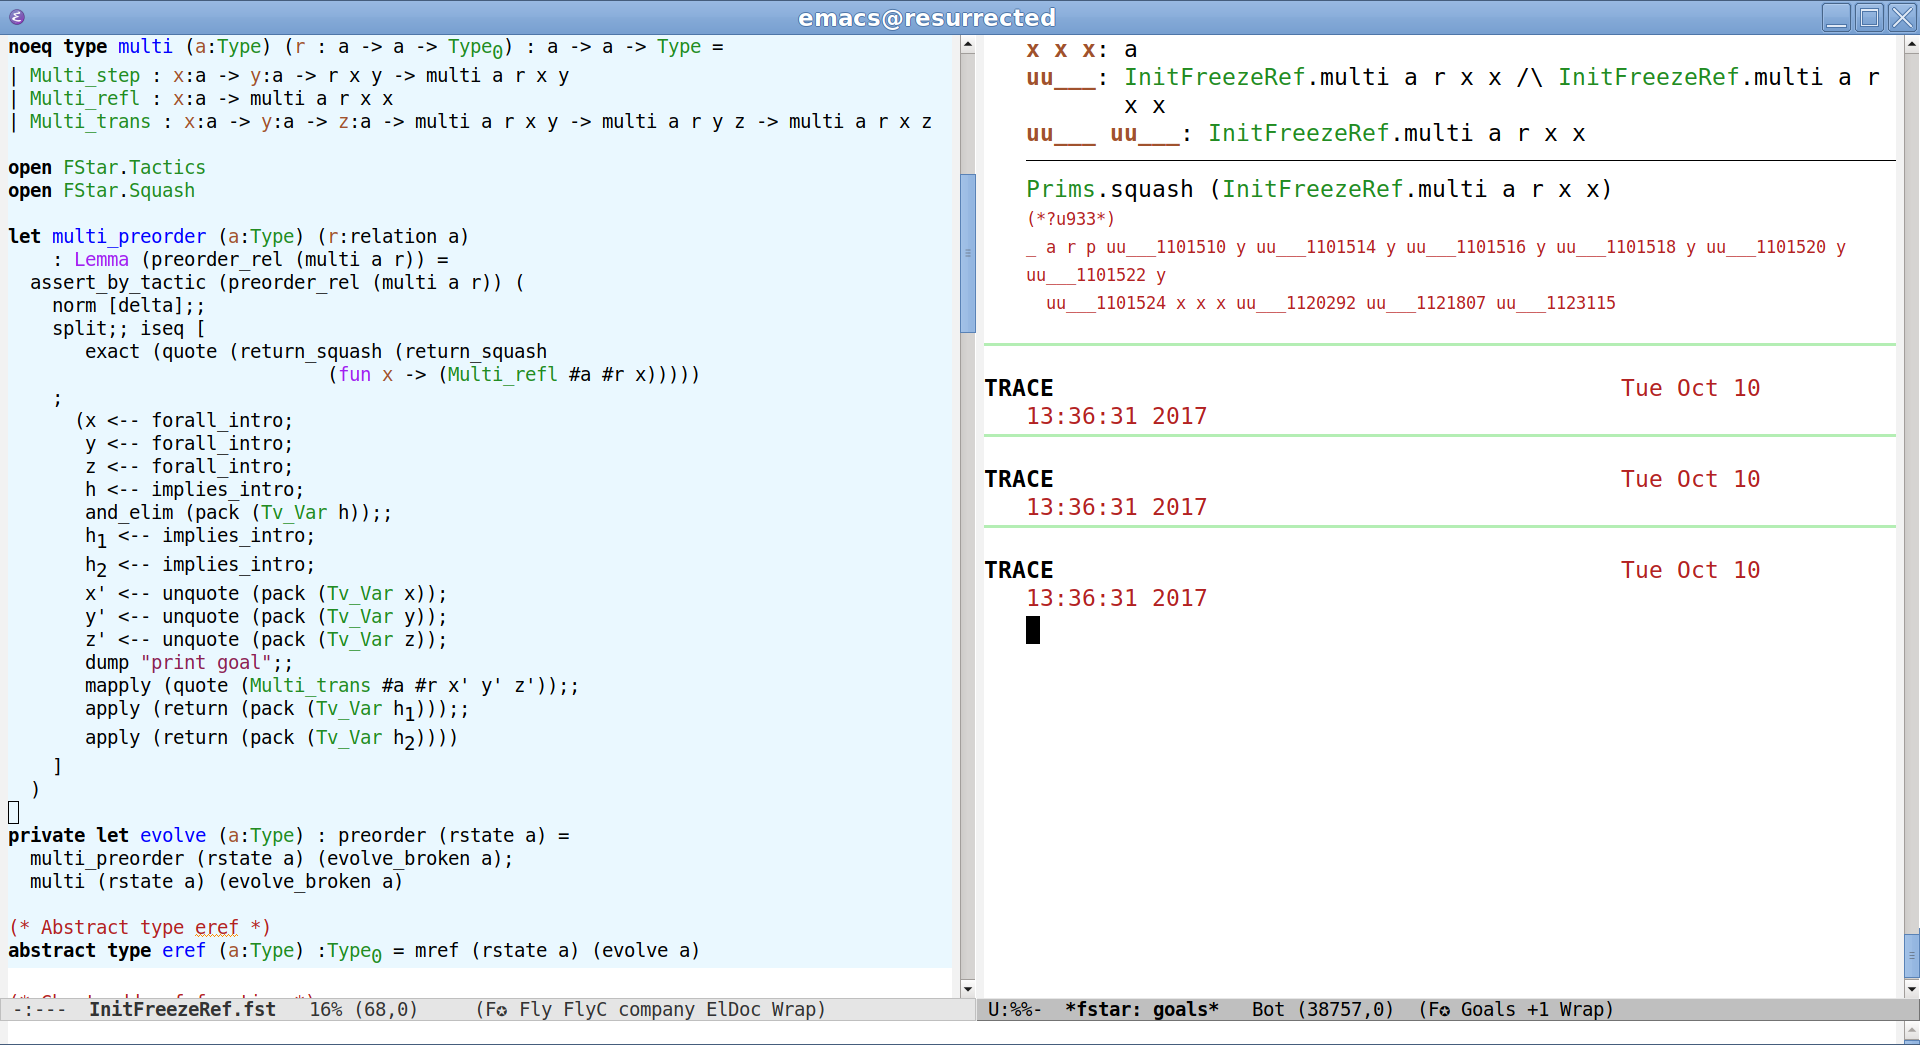 emacs@resurrected
noeq type multi (a:Type) (r : a -> a -> Type₀) : a -> a -> Type =
| Multi_step : x:a -> y:a -> r x y -> multi a r x y
| Multi_refl : x:a -> multi a r x x
| Multi_trans : x:a -> y:a -> z:a -> multi a r x y -> multi a r y z -> multi a r x z
open FStar.Tactics
open FStar.Squash
let multi_preorder (a:Type) (r:relation a)
    : Lemma (preorder_rel (multi a r)) =
  assert_by_tactic (preorder_rel (multi a r)) (
    norm [delta];;
    split;; iseq [
       exact (quote (return_squash (return_squash
                             (fun x -> (Multi_refl #a #r x)))))
    ;
      (x <-- forall_intro;
       y <-- forall_intro;
       z <-- forall_intro;
       h <-- implies_intro;
       and_elim (pack (Tv_Var h));;
       h₁ <-- implies_intro;
       h₂ <-- implies_intro;
       x' <-- unquote (pack (Tv_Var x));
       y' <-- unquote (pack (Tv_Var y));
       z' <-- unquote (pack (Tv_Var z));
       dump "print goal";;
       mapply (quote (Multi_trans #a #r x' y' z'));;
       apply (return (pack (Tv_Var h₁)));;
       apply (return (pack (Tv_Var h₂))))
    ]
  )
private let evolve (a:Type) : preorder (rstate a) =
  multi_preorder (rstate a) (evolve_broken a);
  multi (rstate a) (evolve_broken a)
(* Abstract type eref *)
abstract type eref (a:Type) :Type₀ = mref (rstate a) (evolve a)
-:---  InitFreezeRef.fst   16% (68,0)     (F✪ Fly FlyC company ElDoc Wrap)
x x x: a
uu___: InitFreezeRef.multi a r x x /\ InitFreezeRef.multi a r
       x x
uu___ uu___: InitFreezeRef.multi a r x x
Prims.squash (InitFreezeRef.multi a r x x)
(*?u933*)
_ a r p uu___1101510 y uu___1101514 y uu___1101516 y uu___1101518 y uu___1101520 y
uu___1101522 y
  uu___1101524 x x x uu___1120292 uu___1121807 uu___1123115
TRACE Tue Oct 10
   13:36:31 2017
TRACE Tue Oct 10
   13:36:31 2017
TRACE Tue Oct 10
   13:36:31 2017
U:%%-  *fstar: goals*   Bot (38757,0)  (F✪ Goals +1 Wrap)